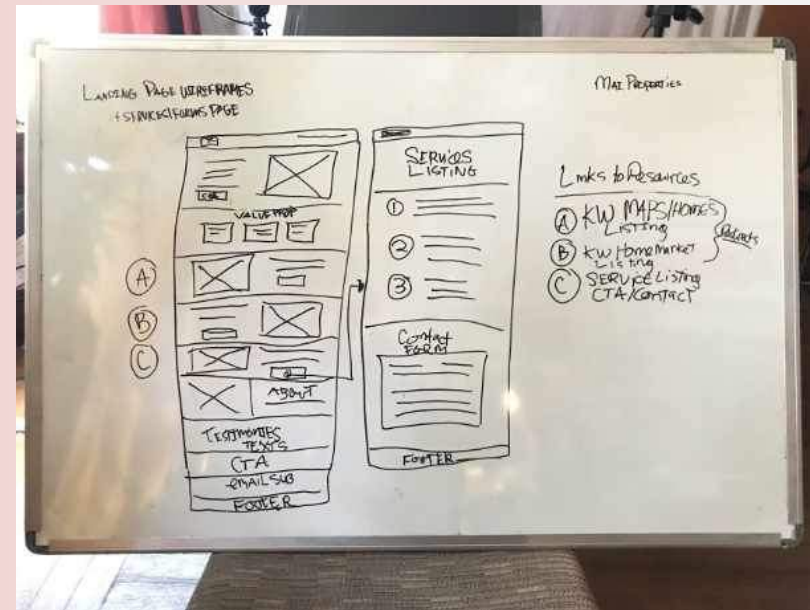 LANDING PAGE WIREFRAMES
+ SERVICES/FORMS PAGE
MAI PROPERTIES
CTA
VALUE PROP
A
B
C
ABOUT
TESTIMONIES
TEXTS
CTA
EMAIL SUB
FOOTER
SERVICES
LISTING
1
2
3
Contact
FORM
FOOTER
Links to Resources
A KW MAPS/HOMES
Listing
B KW Home Market
Listing
C SERVICE Listing
CTA/Contact